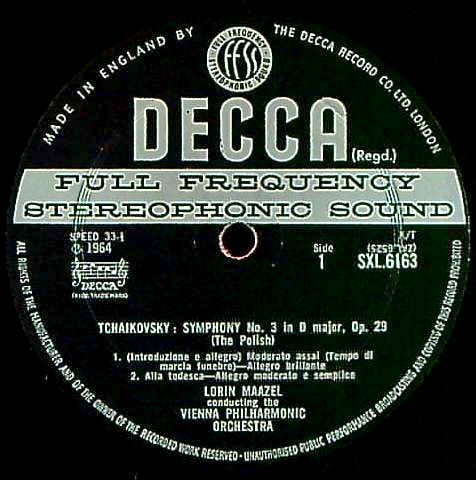 MADE IN ENGLAND BY
THE DECCA RECORD CO. LTD. LONDON
FULL FREQUENCY
FFSS
STEREOPHONIC SOUND
DECCA
(Regd.)
FULL FREQUENCY
STEREOPHONIC SOUND
SPEED 33⅓
℗ 1964
DECCA
Side
1
SXL.6163
TCHAIKOVSKY : SYMPHONY No. 3 in D major, Op. 29
(The Polish)
1. (Introduzione e allegro) Moderato assai (Tempo di
marcia funebre)—Allegro brillante
2. Alla tedesca—Allegro moderato e semplice
LORIN MAAZEL
conducting the
VIENNA PHILHARMONIC
ORCHESTRA
ALL RIGHTS OF THE MANUFACTURER AND OF THE OWNER OF THE RECORDED WORK RESERVED · UNAUTHORISED PUBLIC PERFORMANCE BROADCASTING AND COPYING OF THIS RECORD PROHIBITED